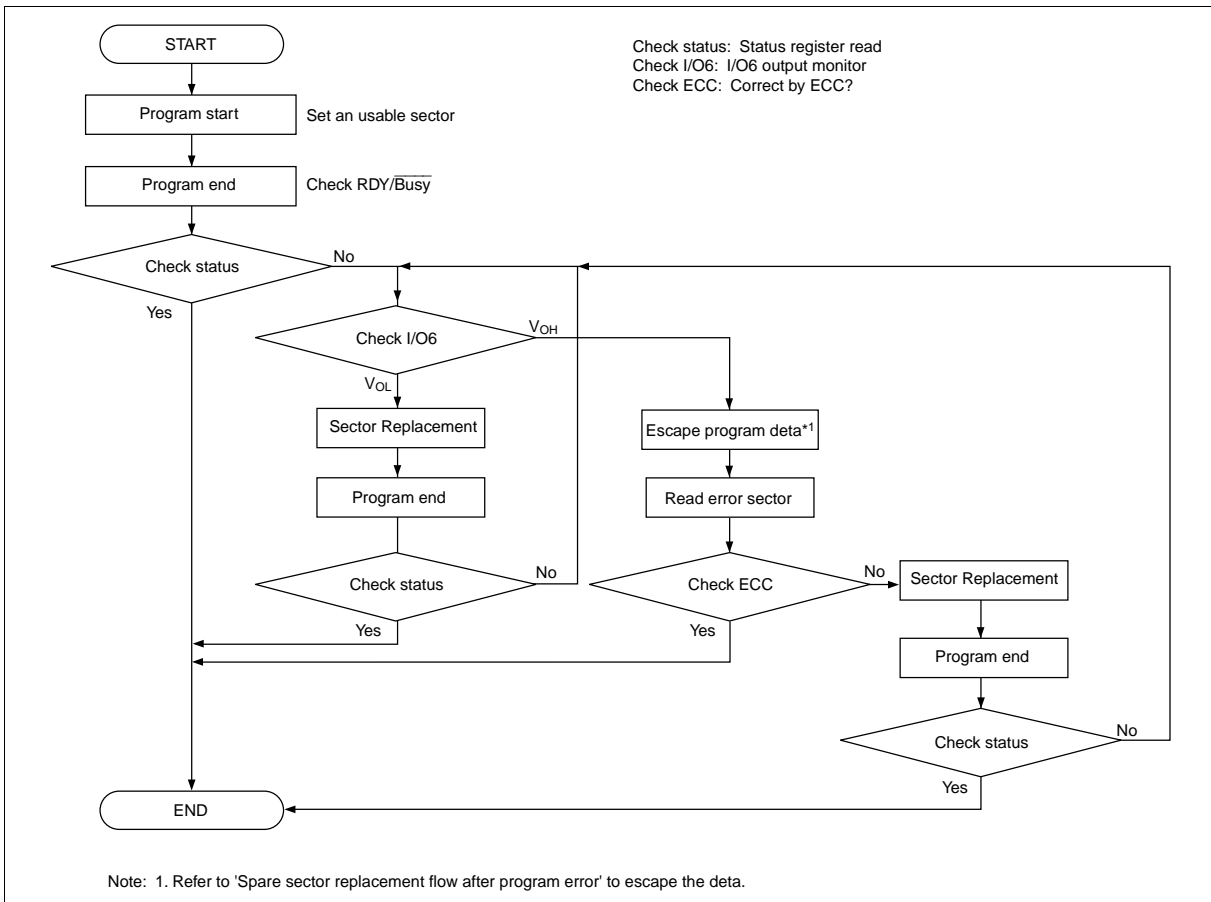 START
Check status: Status register read
Check I/O6: I/O6 output monitor
Check ECC: Correct by ECC?
Program start
Set an usable sector
Program end
Check RDY/Busy
Check status
No
Yes
Check I/O6
VOH
VOL
Sector Replacement
Escape program deta*1
Program end
Read error sector
Check status
No
Yes
Check ECC
No
Yes
Sector Replacement
Program end
Check status
No
Yes
END
Note: 1. Refer to 'Spare sector replacement flow after program error' to escape the deta.